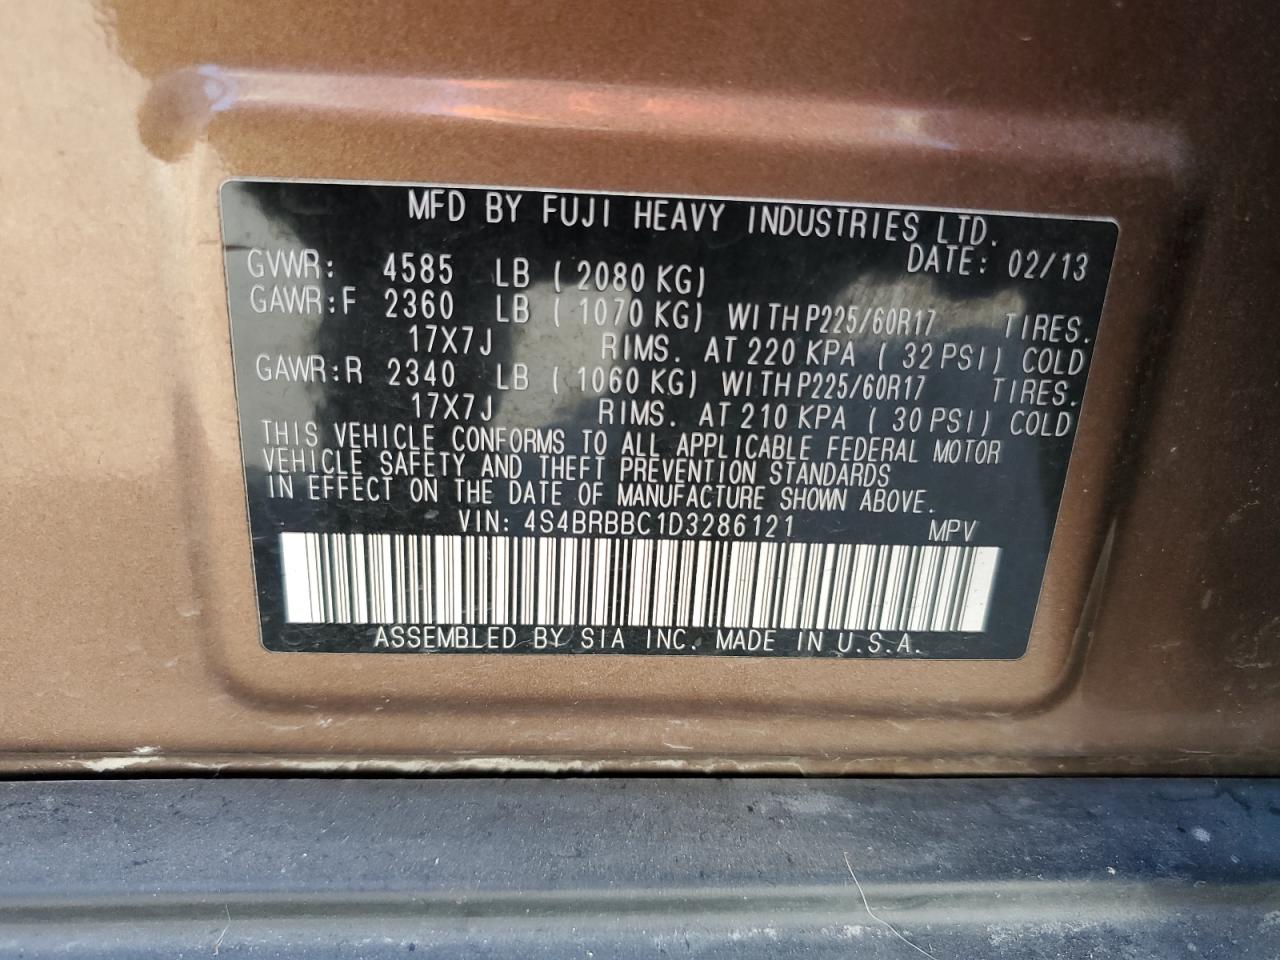 MFD BY FUJI HEAVY INDUSTRIES LTD.
DATE: 02/13
GVWR: 4585 LB ( 2080 KG)
GAWR:F 2360 LB ( 1070 KG) WITH P225/60R17 TIRES.
17X7J RIMS. AT 220 KPA ( 32 PSI) COLD
GAWR:R 2340 LB ( 1060 KG) WITH P225/60R17 TIRES.
17X7J RIMS. AT 210 KPA ( 30 PSI) COLD
THIS VEHICLE CONFORMS TO ALL APPLICABLE FEDERAL MOTOR
VEHICLE SAFETY AND THEFT PREVENTION STANDARDS
IN EFFECT ON THE DATE OF MANUFACTURE SHOWN ABOVE.
VIN: 4S4BRBBC1D3286121 MPV
ASSEMBLED BY SIA INC. MADE IN U.S.A.